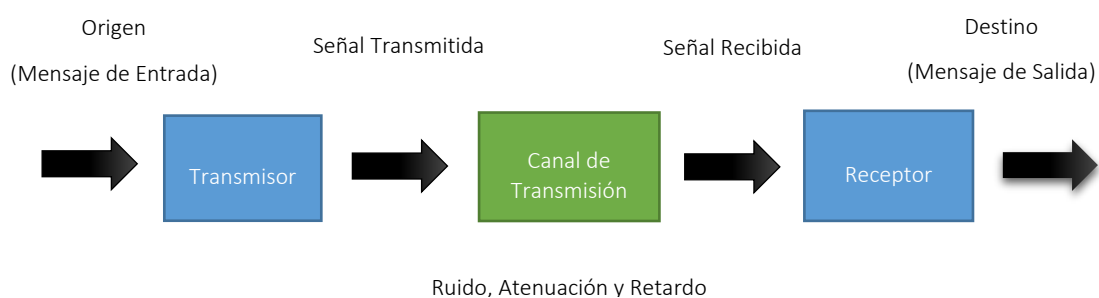 Origen
(Mensaje de Entrada)
Señal Transmitida
Señal Recibida
Destino
(Mensaje de Salida)
Transmisor
Canal de
Transmisión
Receptor
Ruido, Atenuación y Retardo